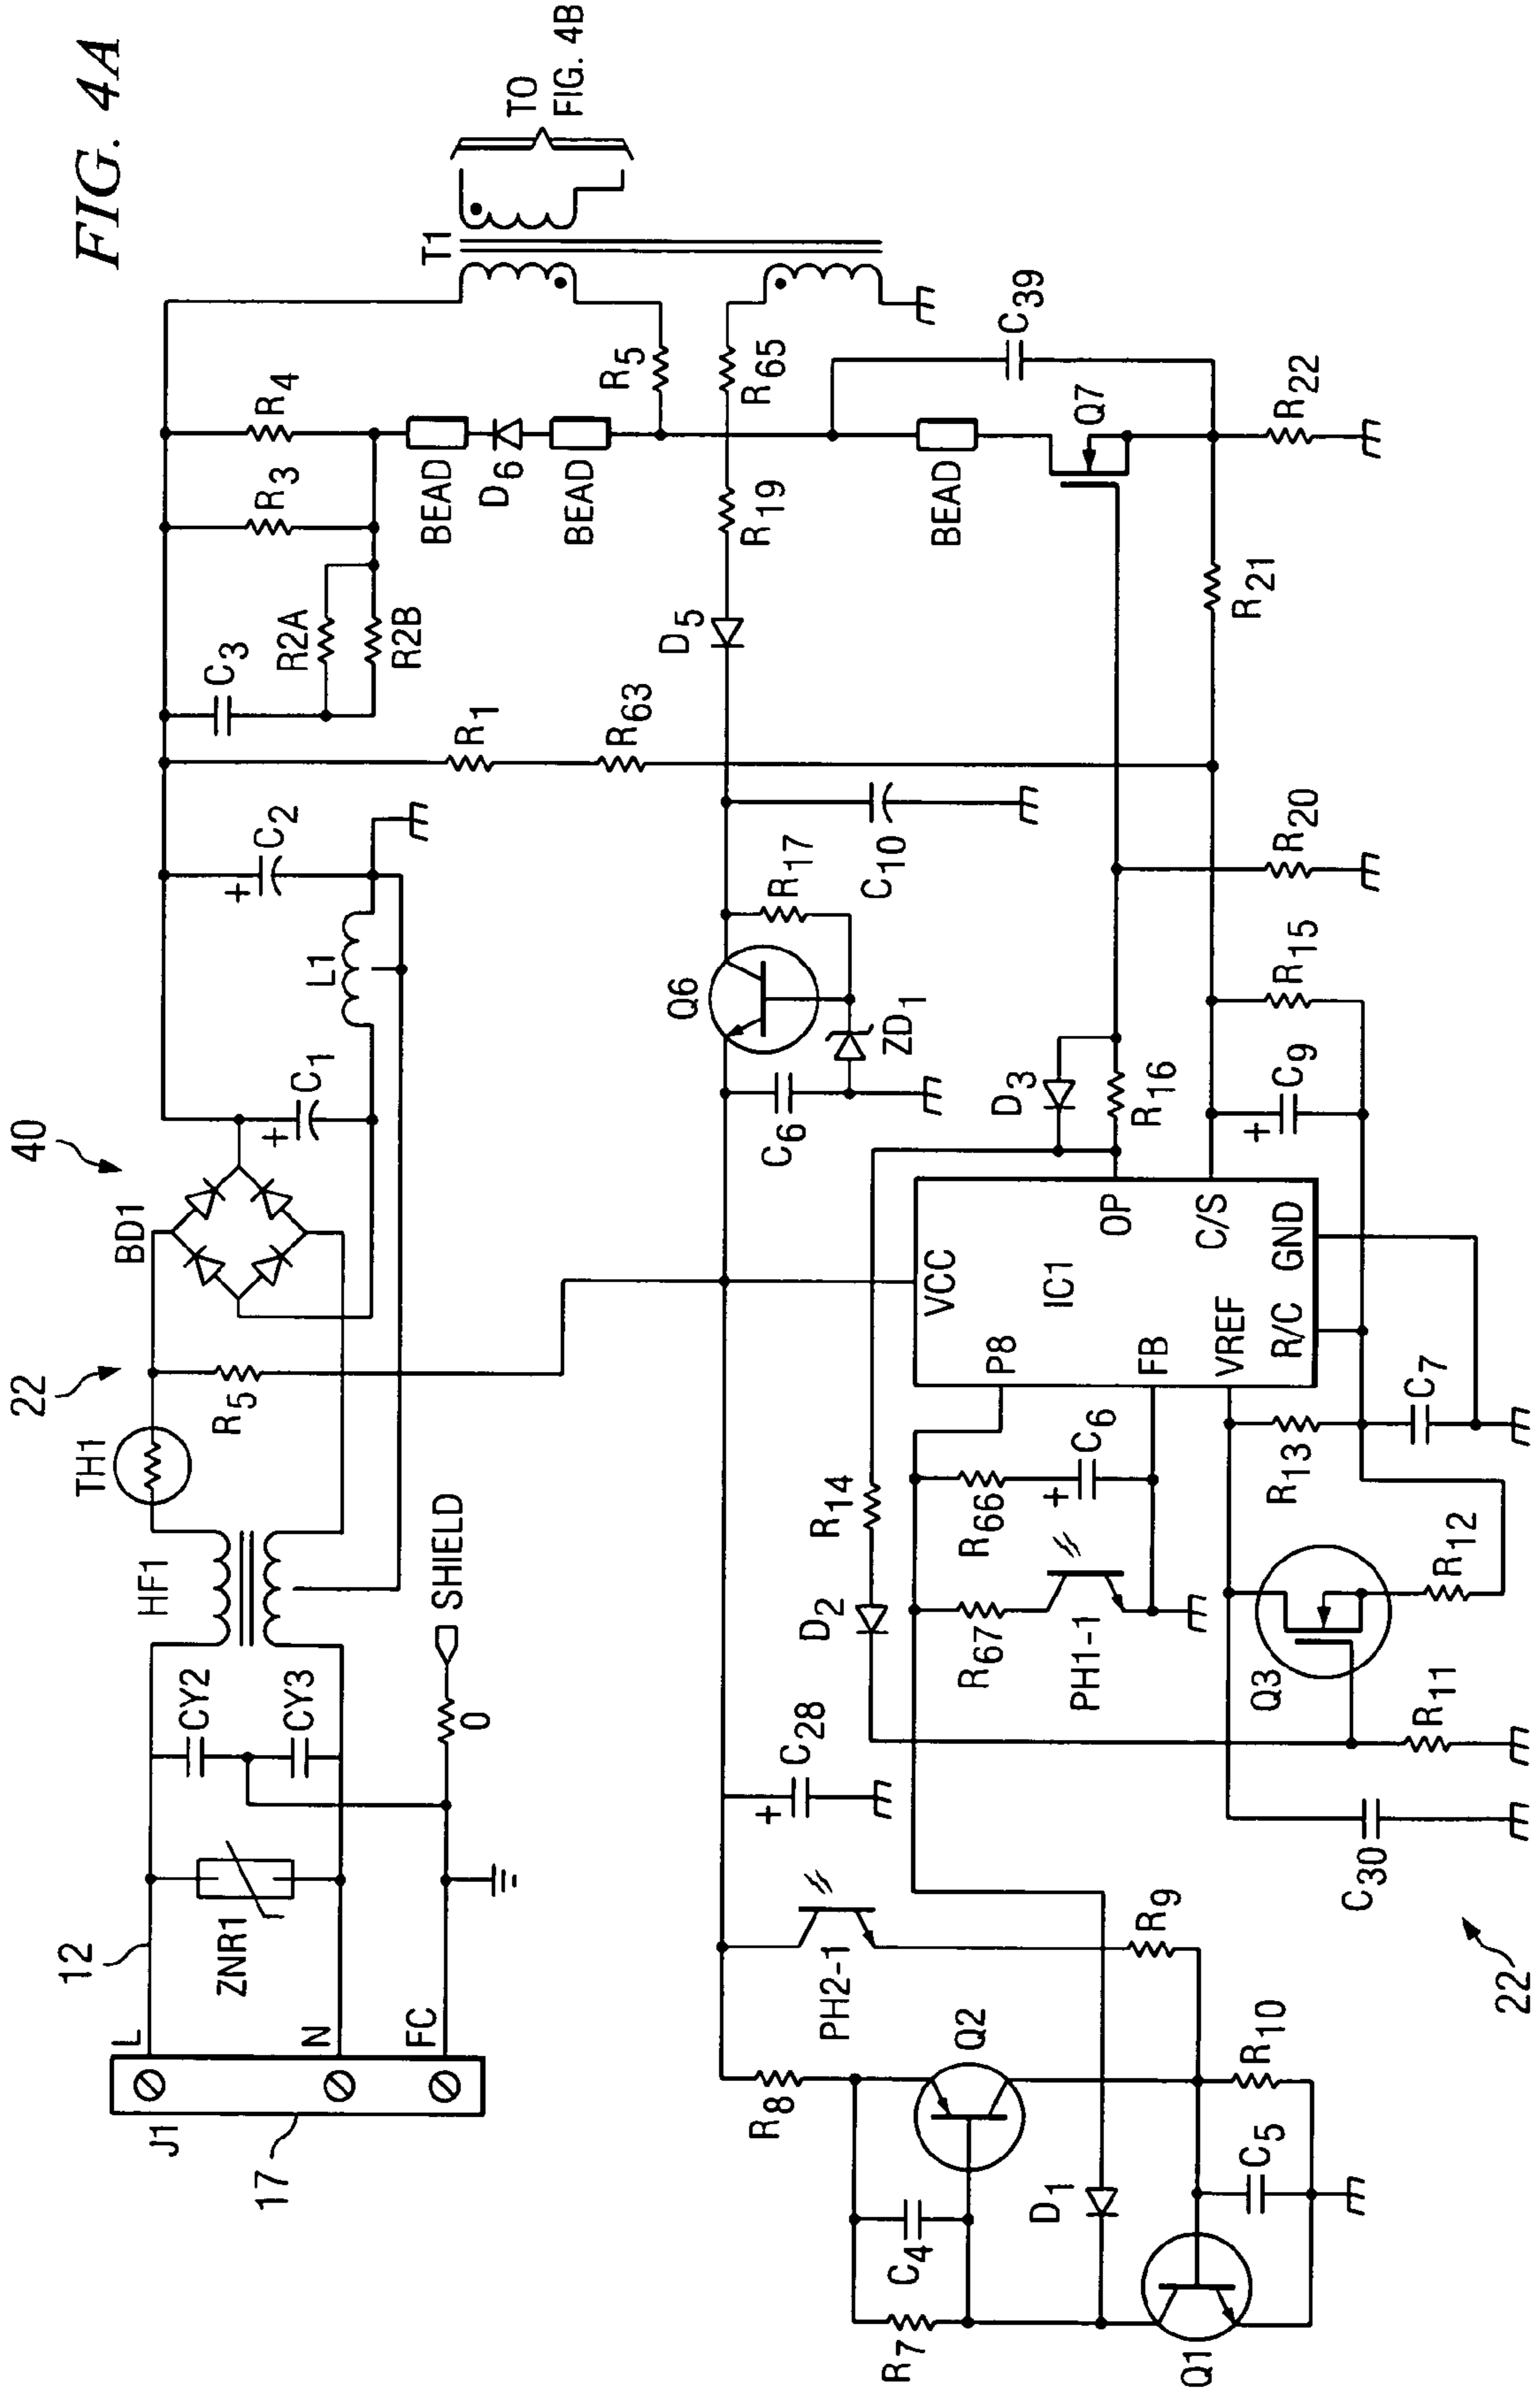 FIG. 4A
22
40
12
17
J1
L
N
FC
ZNR1
CY2
CY3
0
SHIELD
HF1
TH1
R5
BD1
+
C1
L1
+
C2
C3
R2A
R2B
R3
R4
BEAD
D6
BEAD
R1
R63
R5
T1
TO
FIG. 4B
R65
R19
D5
C10
R17
Q6
ZD1
C6
BEAD
Q7
C39
R22
R21
R20
R15
+
C9
D3
R16
VCC
IC1
OP
C/S
GND
R/C
VREF
FB
P8
R14
D2
+
C28
R66
+
C6
R67
PH1-1
R13
C7
R12
Q3
R11
C30
PH2-1
R9
R8
Q2
R10
C4
R7
D1
C5
Q1
22